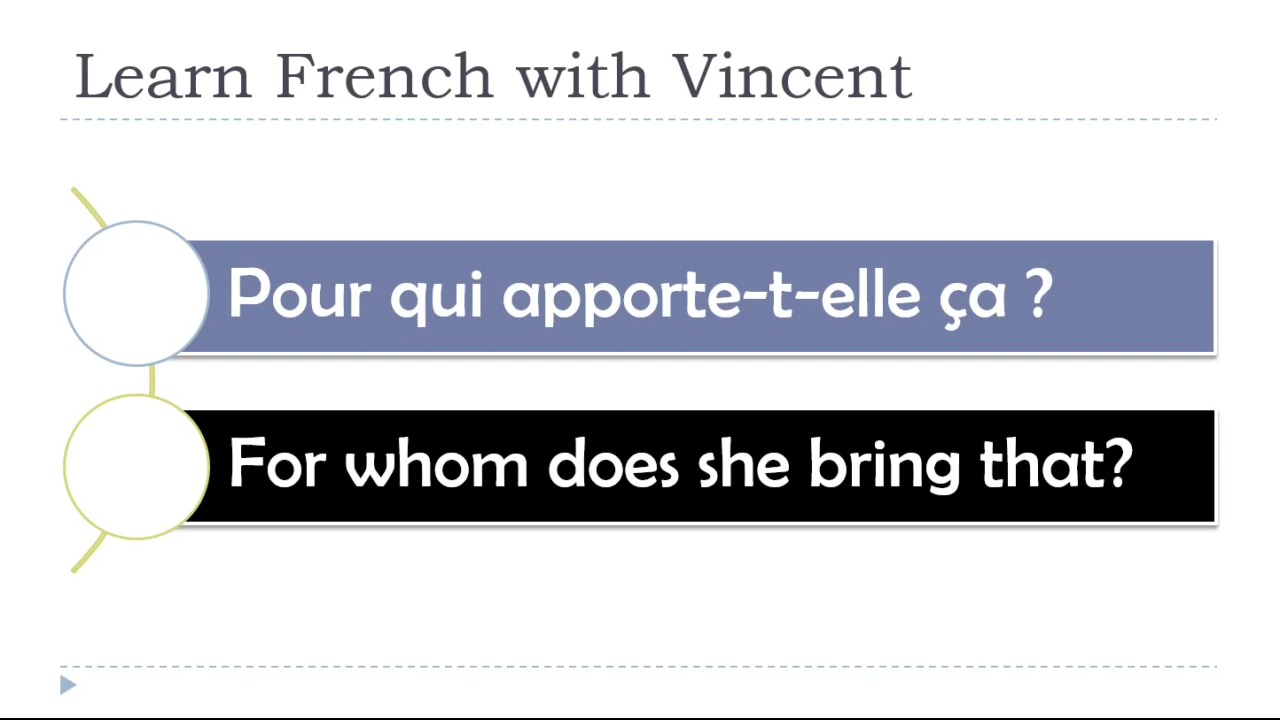 Learn French with Vincent
Pour qui apporte-t-elle ça ?
For whom does she bring that?